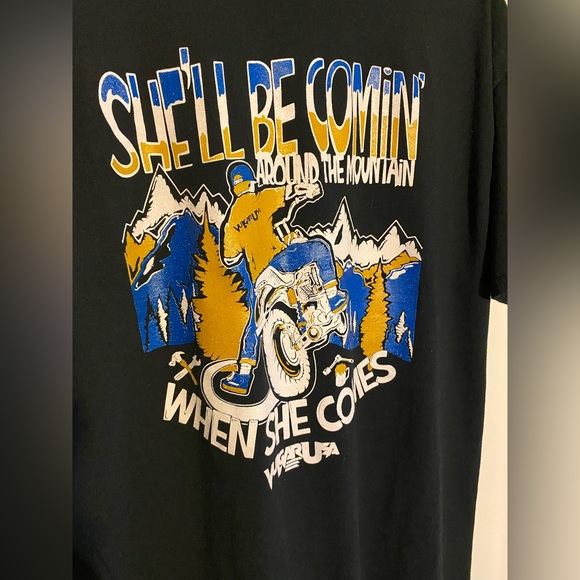 SHE'LL BE COMiN'
AROUND THE MOUNTAiN
WHEN SHE COMES